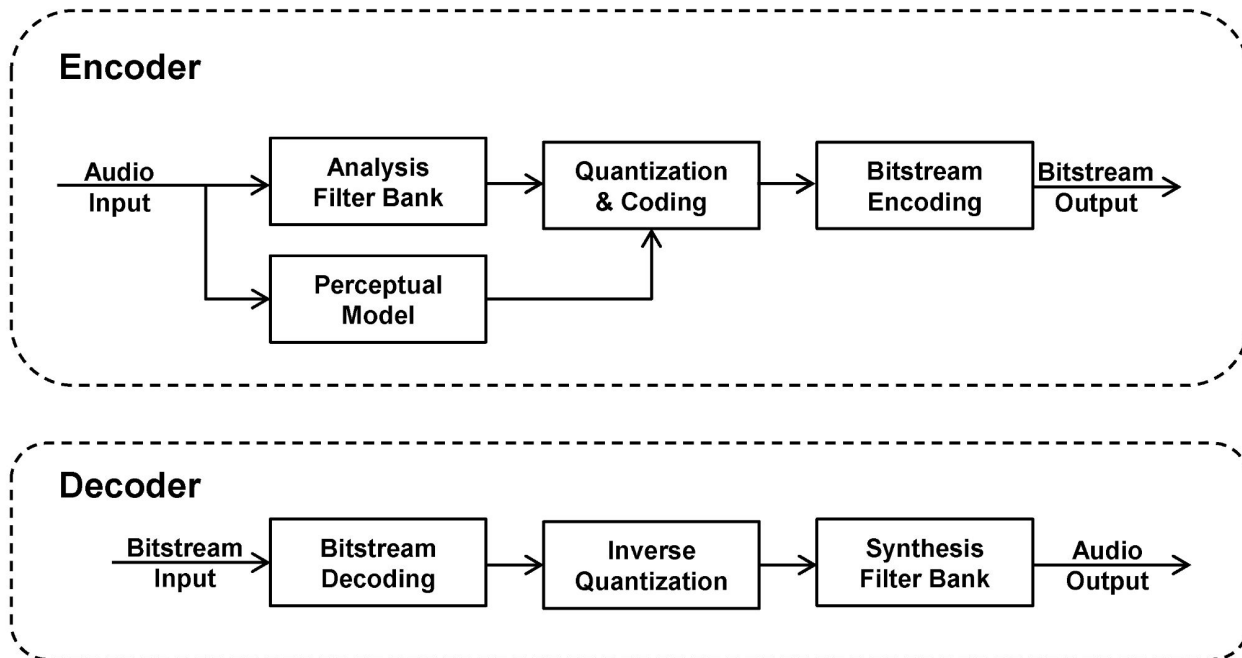 Encoder
Audio
Input
Analysis
Filter Bank
Quantization
& Coding
Bitstream
Encoding
Bitstream
Output
Perceptual
Model
Decoder
Bitstream
Input
Bitstream
Decoding
Inverse
Quantization
Synthesis
Filter Bank
Audio
Output